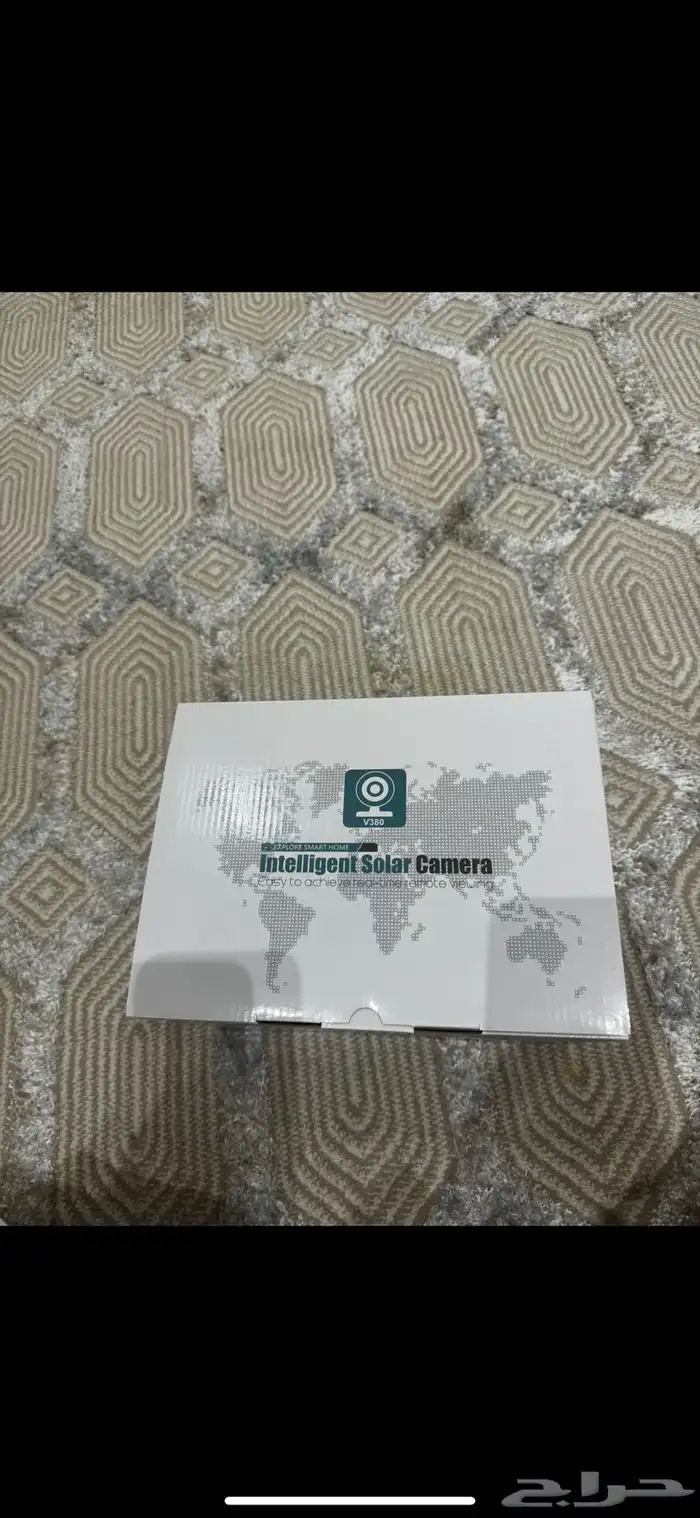 V380
EXPLORE SMART HOME
Intelligent Solar Camera
Easy to achieve real-time remote viewing
حراج